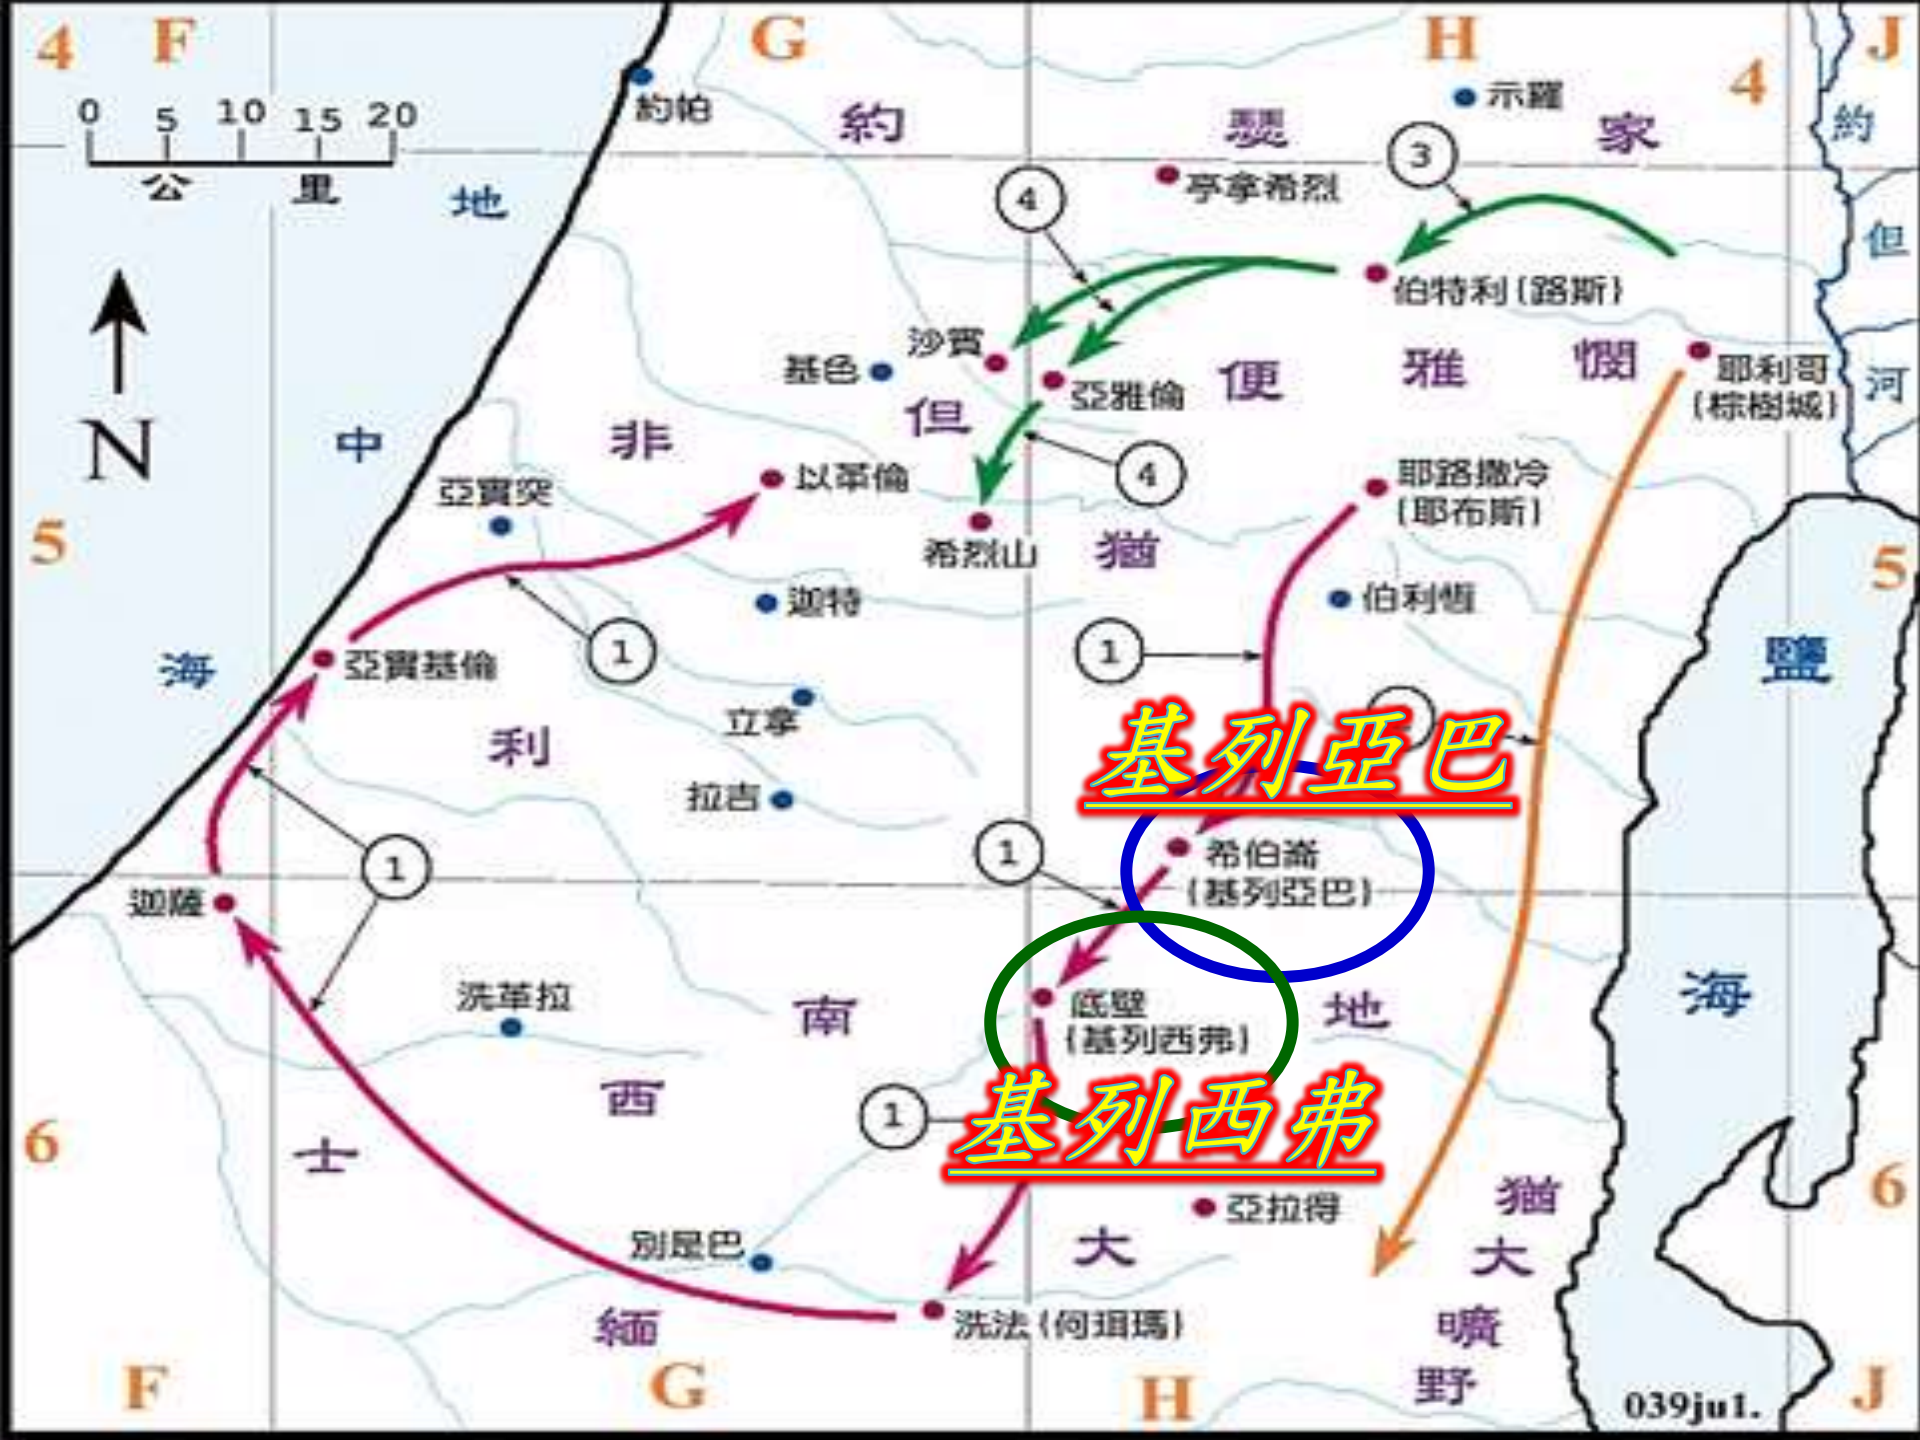 4 F G H 4 J
0 5 10 15 20
公 里
約帕
約 瑟 家
示羅
約
3
4
亭拿希烈
地
但
伯特利(路斯)
沙賓
基色
亞雅倫
但
便 雅 憫
耶利哥
(棕樹城)
河
N
中
非
以革倫
4
耶路撒冷
(耶布斯)
亞實突
5
希烈山
猶
5
迦特
伯利恆
1
1
海
亞實基倫
鹽
立拿
利
基列亞巴
拉吉
1
1
希伯崙
(基列亞巴)
迦薩
洗革拉
南
底壁
(基列西弗)
地
海
西
1
基列西弗
6
士
亞拉得
猶
6
別是巴
大
大
緬
洗法(何珥瑪)
曠
野
F G H J
039ju1.